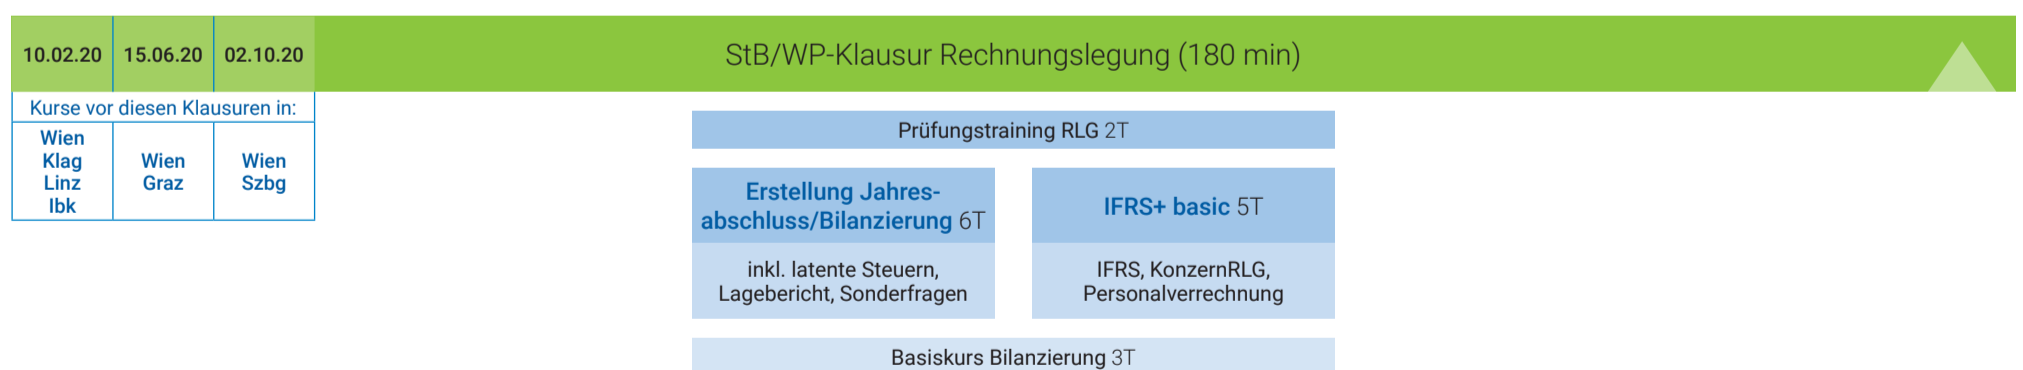 10.02.20 15.06.20 02.10.20 StB/WP-Klausur Rechnungslegung (180 min)
Kurse vor diesen Klausuren in:
Wien
Klag
Linz
Ibk
Wien
Graz
Wien
Szbg
Prüfungstraining RLG 2T
Erstellung Jahres-
abschluss/Bilanzierung 6T
inkl. latente Steuern,
Lagebericht, Sonderfragen
IFRS+ basic 5T
IFRS, KonzernRLG,
Personalverrechnung
Basiskurs Bilanzierung 3T